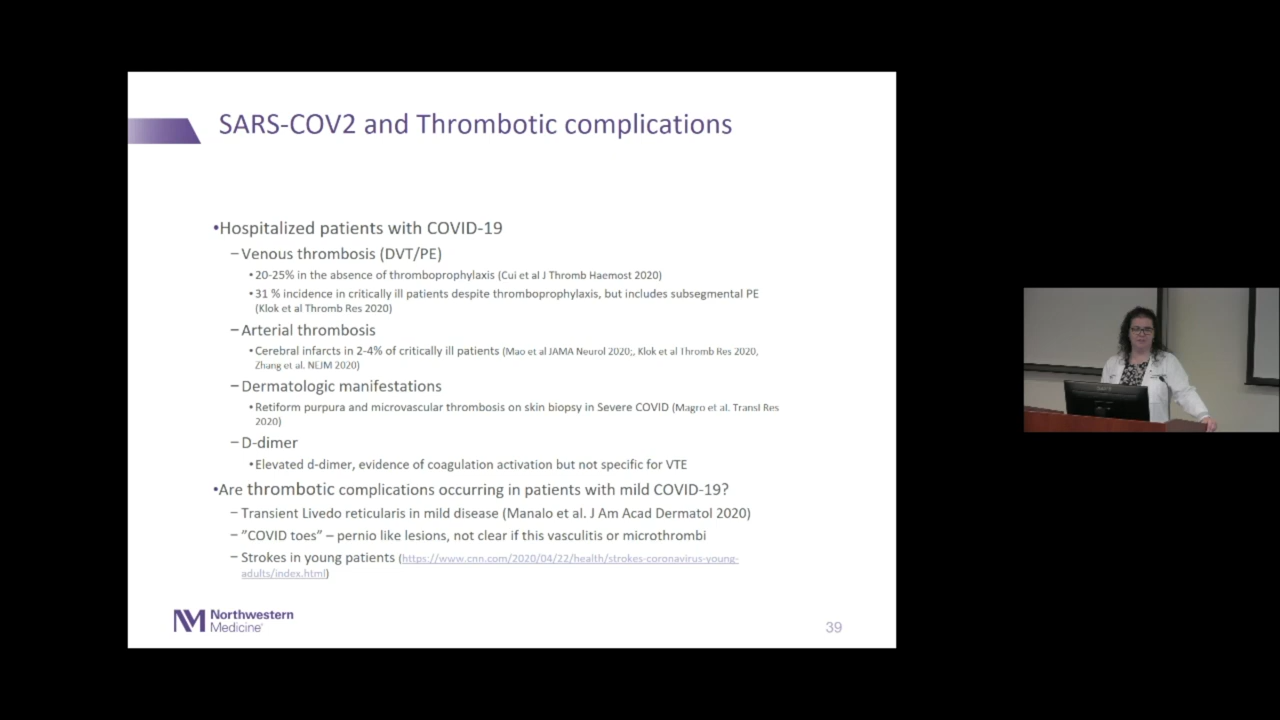 SARS-COV2 and Thrombotic complications
•Hospitalized patients with COVID-19
–Venous thrombosis (DVT/PE)
•20-25% in the absence of thromboprophylaxis (Cui et al J Thromb Haemost 2020)
•31 % incidence in critically ill patients despite thromboprophylaxis, but includes subsegmental PE
(Klok et al Thromb Res 2020)
–Arterial thrombosis
•Cerebral infarcts in 2-4% of critically ill patients (Mao et al JAMA Neurol 2020;, Klok et al Thromb Res 2020,
Zhang et al. NEJM 2020)
–Dermatologic manifestations
•Retiform purpura and microvascular thrombosis on skin biopsy in Severe COVID (Magro et al. Transl Res
2020)
–D-dimer
•Elevated d-dimer, evidence of coagulation activation but not specific for VTE
•Are thrombotic complications occurring in patients with mild COVID-19?
– Transient Livedo reticularis in mild disease (Manalo et al. J Am Acad Dermatol 2020)
– ”COVID toes” – pernio like lesions, not clear if this vasculitis or microthrombi
– Strokes in young patients (https://www.cnn.com/2020/04/22/health/strokes-coronavirus-young-
adults/index.html)
Northwestern
Medicine
39